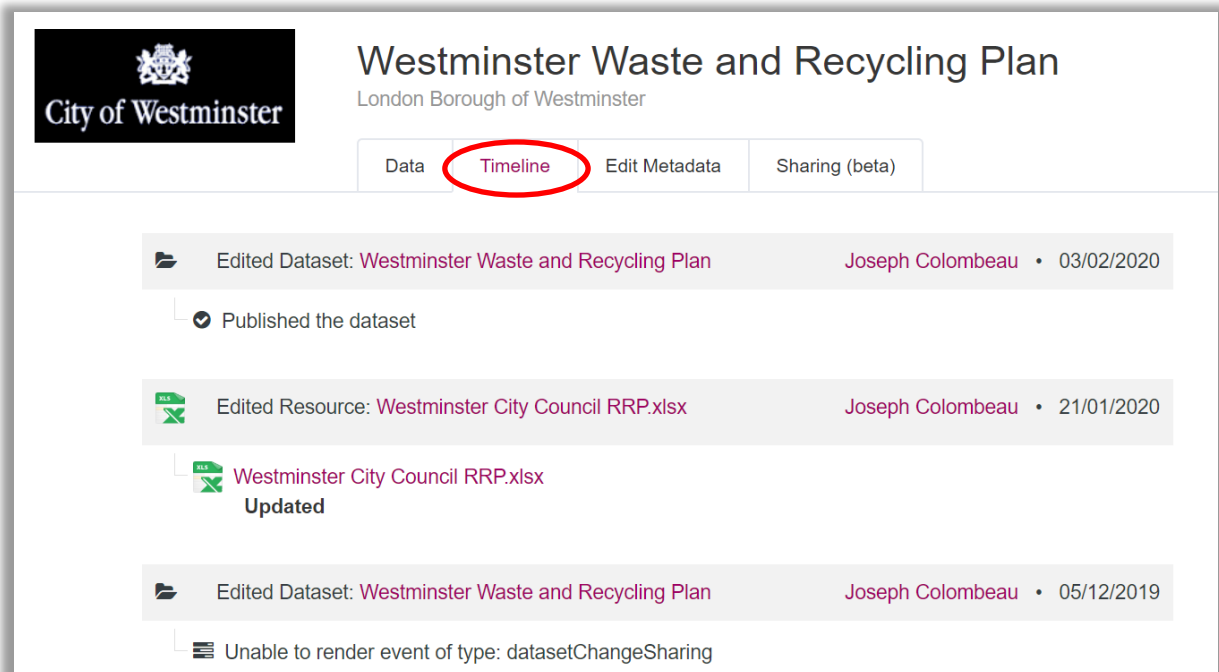 City of Westminster
Westminster Waste and Recycling Plan
London Borough of Westminster
Data Timeline Edit Metadata Sharing (beta)
Edited Dataset: Westminster Waste and Recycling Plan Joseph Colombeau • 03/02/2020
Published the dataset
XLS
Edited Resource: Westminster City Council RRP.xlsx Joseph Colombeau • 21/01/2020
XLS
Westminster City Council RRP.xlsx
Updated
Edited Dataset: Westminster Waste and Recycling Plan Joseph Colombeau • 05/12/2019
Unable to render event of type: datasetChangeSharing